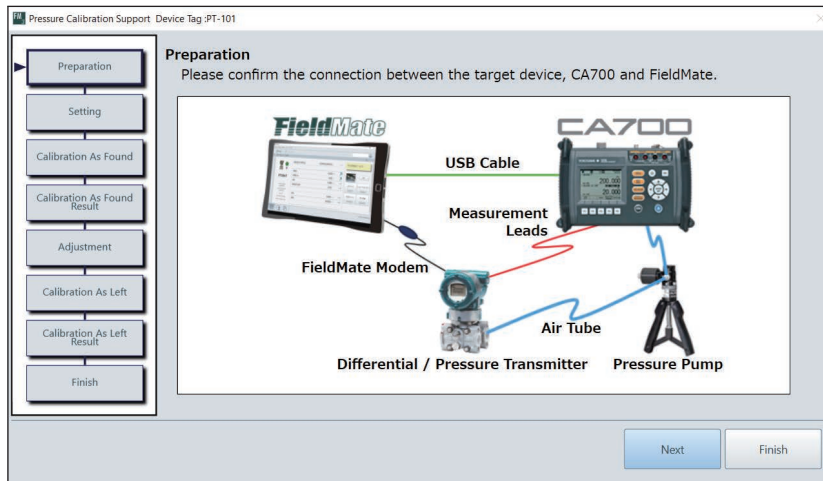 Pressure Calibration Support Device Tag :PT-101
Preparation
Setting
Calibration As Found
Calibration As Found
Result
Adjustment
Calibration As Left
Calibration As Left
Result
Finish
Preparation
Please confirm the connection between the target device, CA700 and FieldMate.
FieldMate
CA700
USB Cable
Measurement
Leads
FieldMate Modem
Air Tube
Differential / Pressure Transmitter
Pressure Pump
Next
Finish